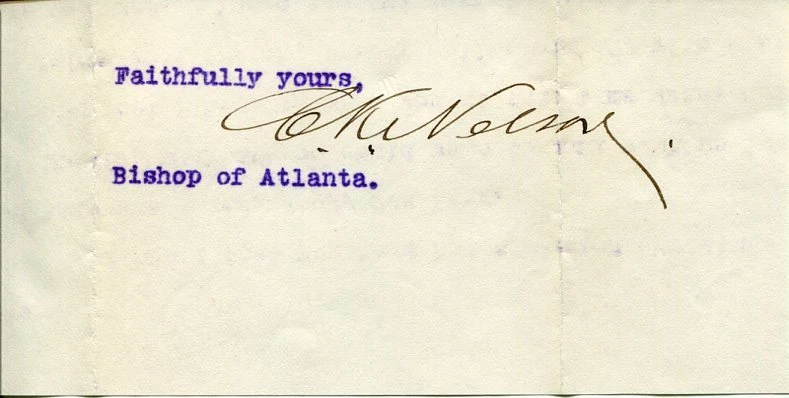 Faithfully yours,
C. K. Nelson.
Bishop of Atlanta.